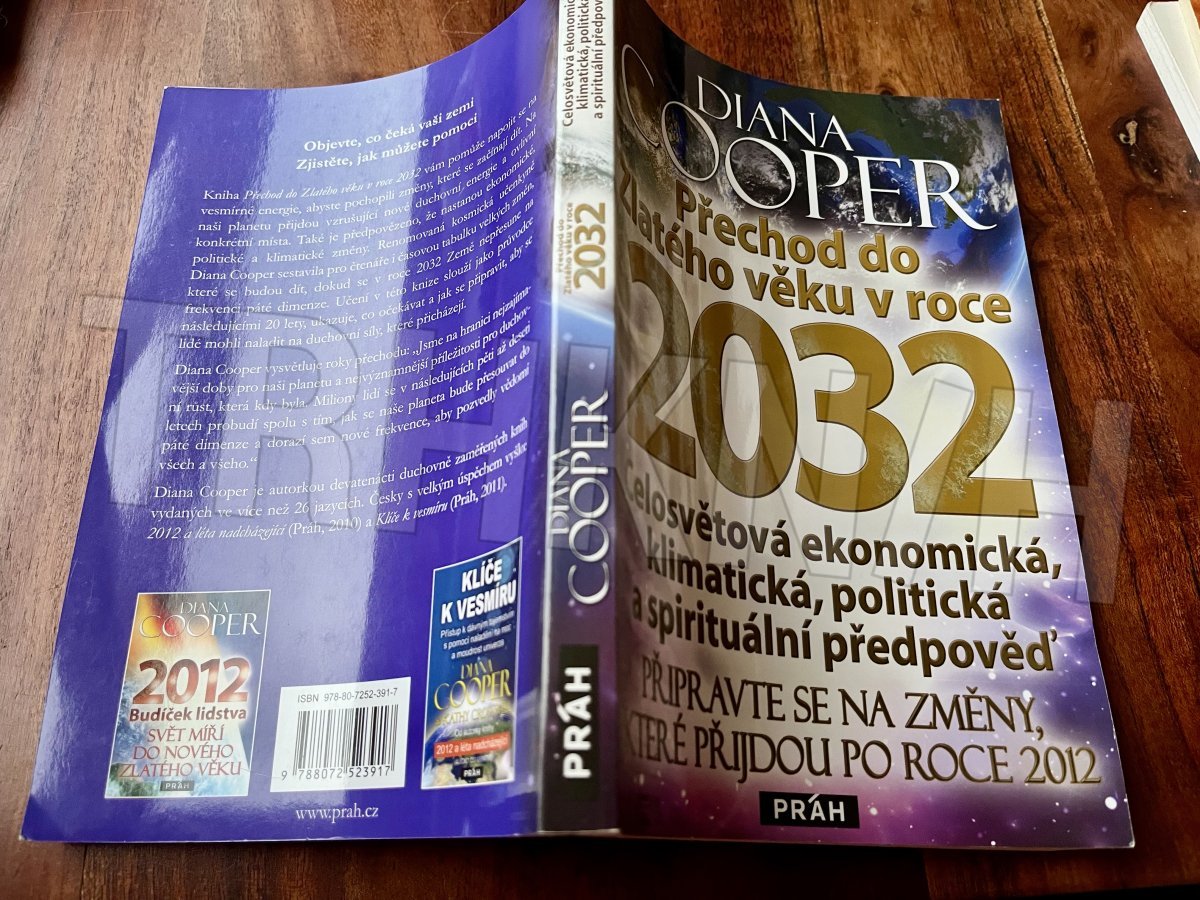 Objevte, co čeká vaši zemi
Zjistěte, jak můžete pomoci
Kniha Přechod do Zlatého věku v roce 2032 vám pomůže napojit se na
vesmírné energie, abyste pochopili změny, které se začínají dít. Na
naši planetu přijdou vzrušující nové duchovní energie a ovlivní
konkrétní místa. Také je předpovězeno, že nastanou ekonomické,
politické a klimatické změny. Renomovaná kosmická učenkyně
Diana Cooper sestavila pro čtenáře i časovou tabulku velkých změn,
které se budou dít, dokud se v roce 2032 Země nepřesune na
frekvenci páté dimenze. Učení v této knize slouží jako průvodce
následujícími 20 lety, ukazuje, co očekávat a jak se připravit, aby se
lidé mohli naladit na duchovní síly, které přicházejí.
Diana Cooper vysvětluje roky přechodu: „Jsme na hranici nejzajíma-
vější doby pro naši planetu a nejvýznamnější příležitosti pro duchov-
ní růst, která kdy byla. Miliony lidí se v následujících pěti až deseti
letech probudí spolu s tím, jak se naše planeta bude přesouvat do
páté dimenze a dorazí sem nové frekvence, aby pozvedly vědomí
všech a všeho.“
Diana Cooper je autorkou devatenácti duchovně zaměřených knih
vydaných ve více než 26 jazycích. Česky s velkým úspěchem vyšlo:
2012 a léta nadcházející (Práh, 2010) a Klíče k vesmíru (Práh, 2011).
DIANA
COOPER
2012
Budíček lidstva
SVĚT MÍŘÍ
DO NOVÉHO
ZLATÉHO VĚKU
PRÁH
ISBN 978-80-7252-391-7
9 788072 523917
www.prah.cz
KLÍČE
K VESMÍRU
Přístup k dávným tajemstvím
s pomocí naladění na moc
a moudrost univerza
DIANA
COOPER
2012 a léta nadcházející
PRÁH
Celosvětová ekonomická
klimatická, politická
a spirituální předpověď
Přechod do
Zlatého věku v roce
2032
DIANA
COOPER
PRÁH
DIANA
COOPER
Přechod do
Zlatého věku v roce
2032
Celosvětová ekonomická,
klimatická, politická
a spirituální předpověď
PŘIPRAVTE SE NA ZMĚNY,
KTERÉ PŘIJDOU PO ROCE 2012
PRÁH